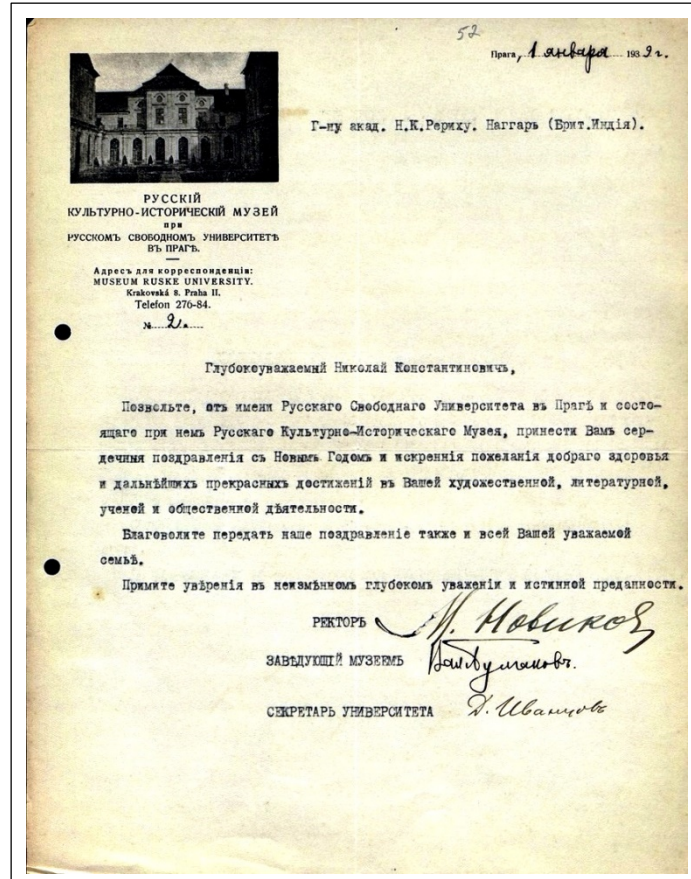 52
Прага, 1 января 1939 г.
Г-ну акад. Н.К.Рериху. Наггаръ (Брит.Индія).
РУССКІЙ
КУЛЬТУРНО-ИСТОРИЧЕСКІЙ МУЗЕЙ
при
РУССКОМЪ СВОБОДНОМЪ УНИВЕРСИТЕТѢ
ВЪ ПРАГѢ.
Адресъ для корреспонденціи:
MUSEUM RUSKE UNIVERSITY.
Krakovská 8. Praha II.
Telefon 276-84.
№ 2.
Глубокоуважаемый Николай Константиновичъ,
Позвольте, отъ имени Русскаго Свободнаго Университета въ Прагѣ и состо-
ящаго при немъ Русскаго Культурно-Историческаго Музея, принести Вамъ сер-
дечныя поздравленія съ Новымъ Годомъ и искреннія пожеланія добраго здоровья
и дальнѣйшихъ прекрасныхъ достиженій въ Вашей художественной, литературной,
ученой и общественной дѣятельности.
Благоволите передать наше поздравленіе также и всей Вашей уважаемой
семьѣ.
Примите увѣренія въ неизмѣнномъ глубокомъ уваженіи и истинной преданности.
РЕКТОРЪ М. Новиков
ЗАВѢДУЮЩІЙ МУЗЕЕМЪ Вал. Булгаковъ.
СЕКРЕТАРЬ УНИВЕРСИТЕТА Д. Иванцовъ